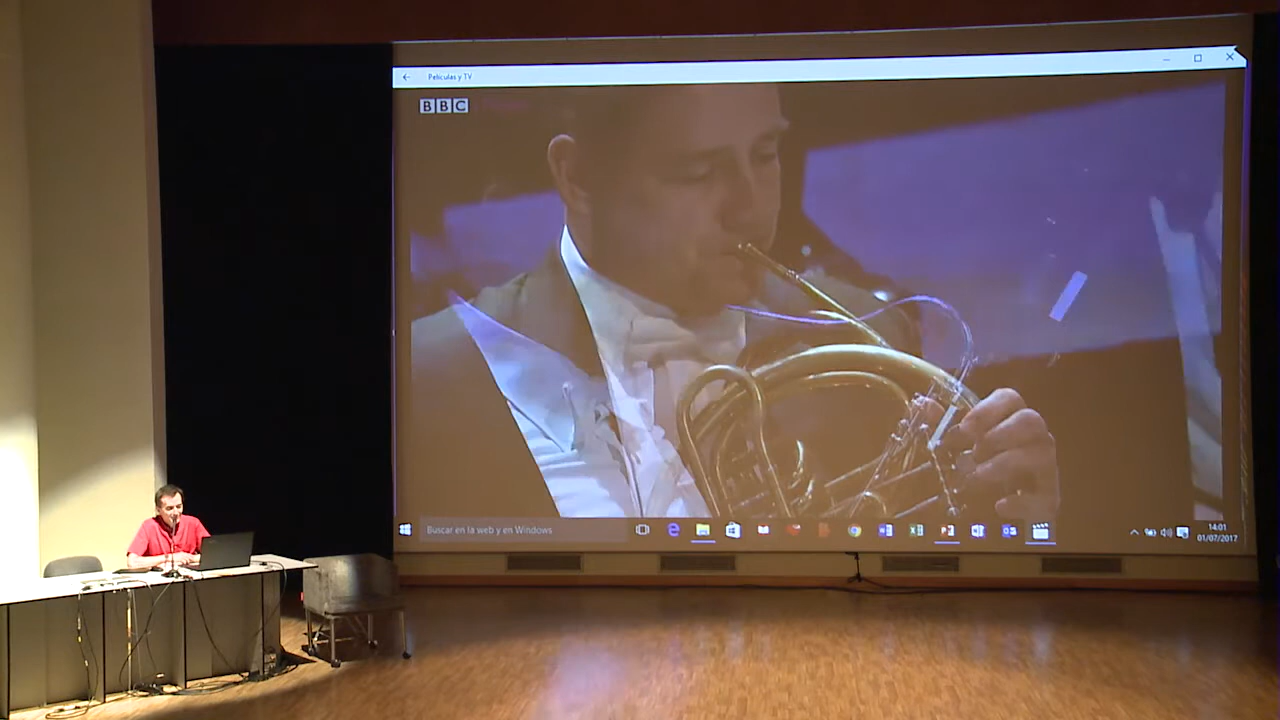 Películas y TV
BBC
Buscar en la web y en Windows
14:01
01/07/2017